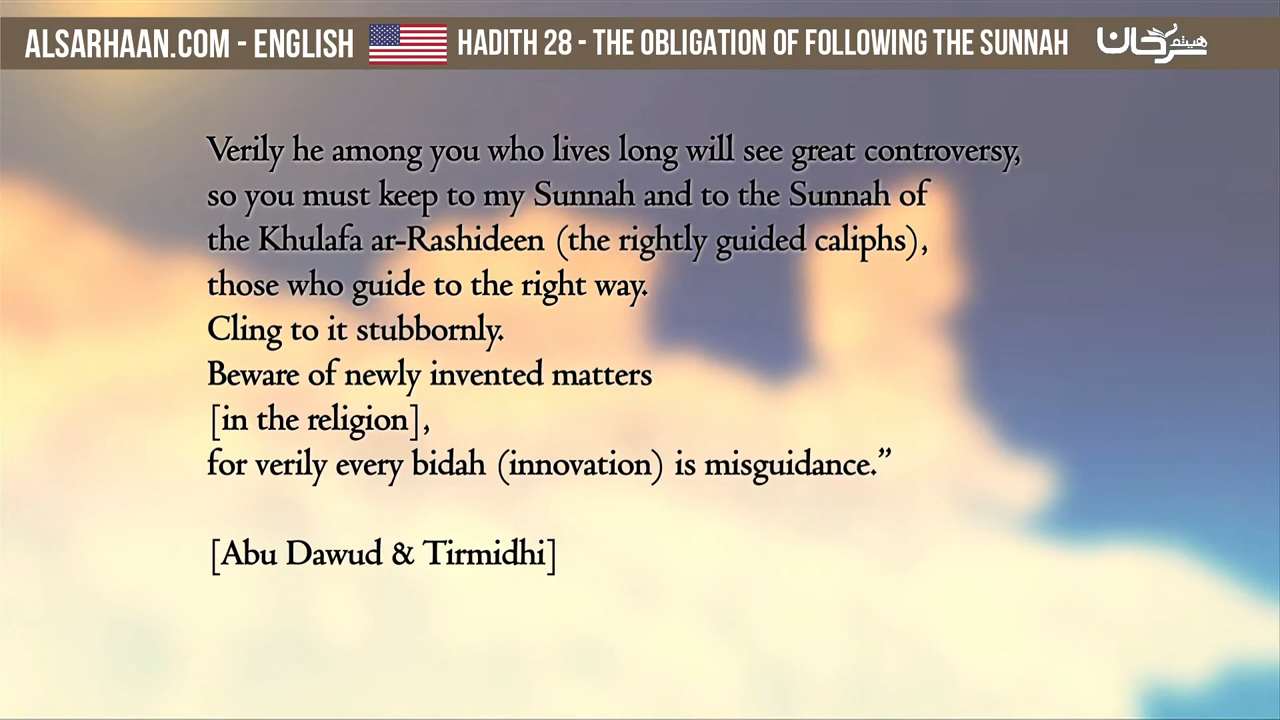 ALSARHAAN.COM - ENGLISH HADITH 28 - THE OBLIGATION OF FOLLOWING THE SUNNAH هيثم سرحان
Verily he among you who lives long will see great controversy,
so you must keep to my Sunnah and to the Sunnah of
the Khulafa ar-Rashideen (the rightly guided caliphs),
those who guide to the right way.
Cling to it stubbornly.
Beware of newly invented matters
[in the religion],
for verily every bidah (innovation) is misguidance.”
[Abu Dawud & Tirmidhi]